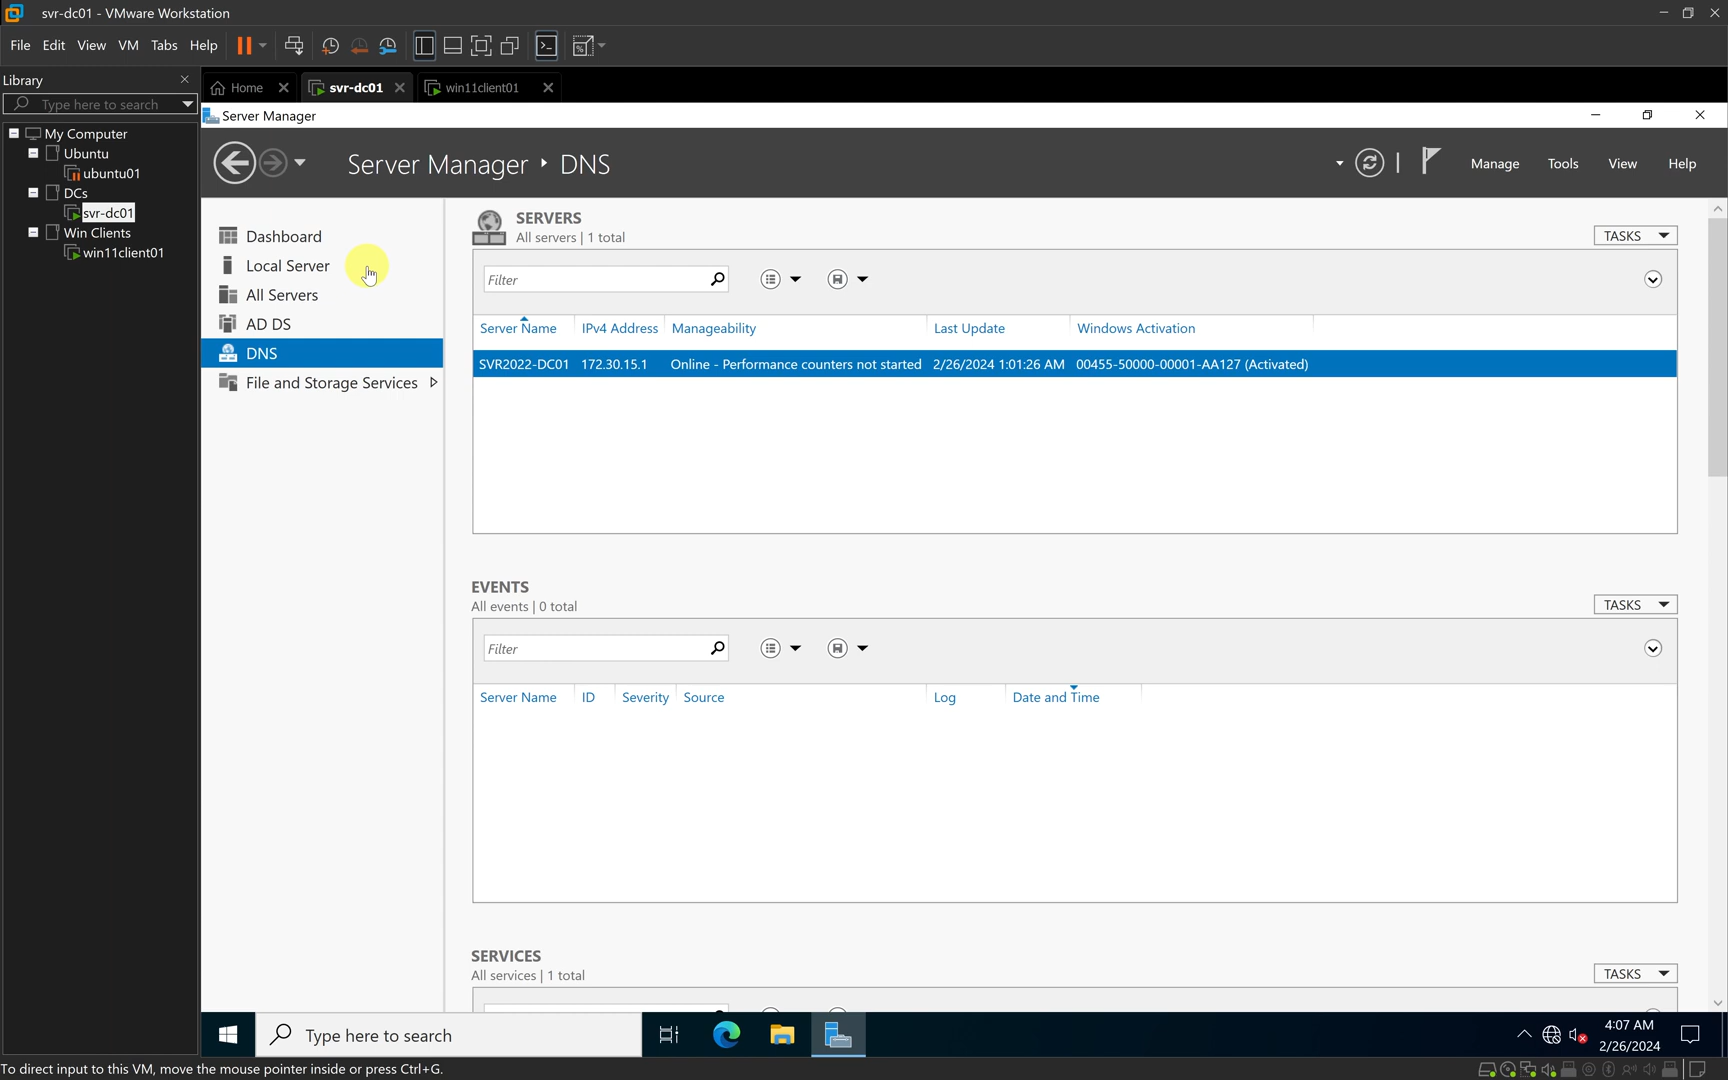 svr-dc01 - VMware Workstation
File Edit View VM Tabs Help
Library
Type here to search
My Computer
Ubuntu
ubuntu01
DCs
svr-dc01
Win Clients
win11client01
Home svr-dc01 win11client01
Server Manager
Server Manager DNS
Manage Tools View Help
Dashboard
Local Server
All Servers
AD DS
DNS
File and Storage Services
SERVERS
All servers | 1 total
TASKS
Filter
Server Name IPv4 Address Manageability Last Update Windows Activation
SVR2022-DC01 172.30.15.1 Online - Performance counters not started 2/26/2024 1:01:26 AM 00455-50000-00001-AA127 (Activated)
EVENTS
All events | 0 total
TASKS
Filter
Server Name ID Severity Source Log Date and Time
SERVICES
All services | 1 total
TASKS
Type here to search
4:07 AM
2/26/2024
To direct input to this VM, move the mouse pointer inside or press Ctrl+G.